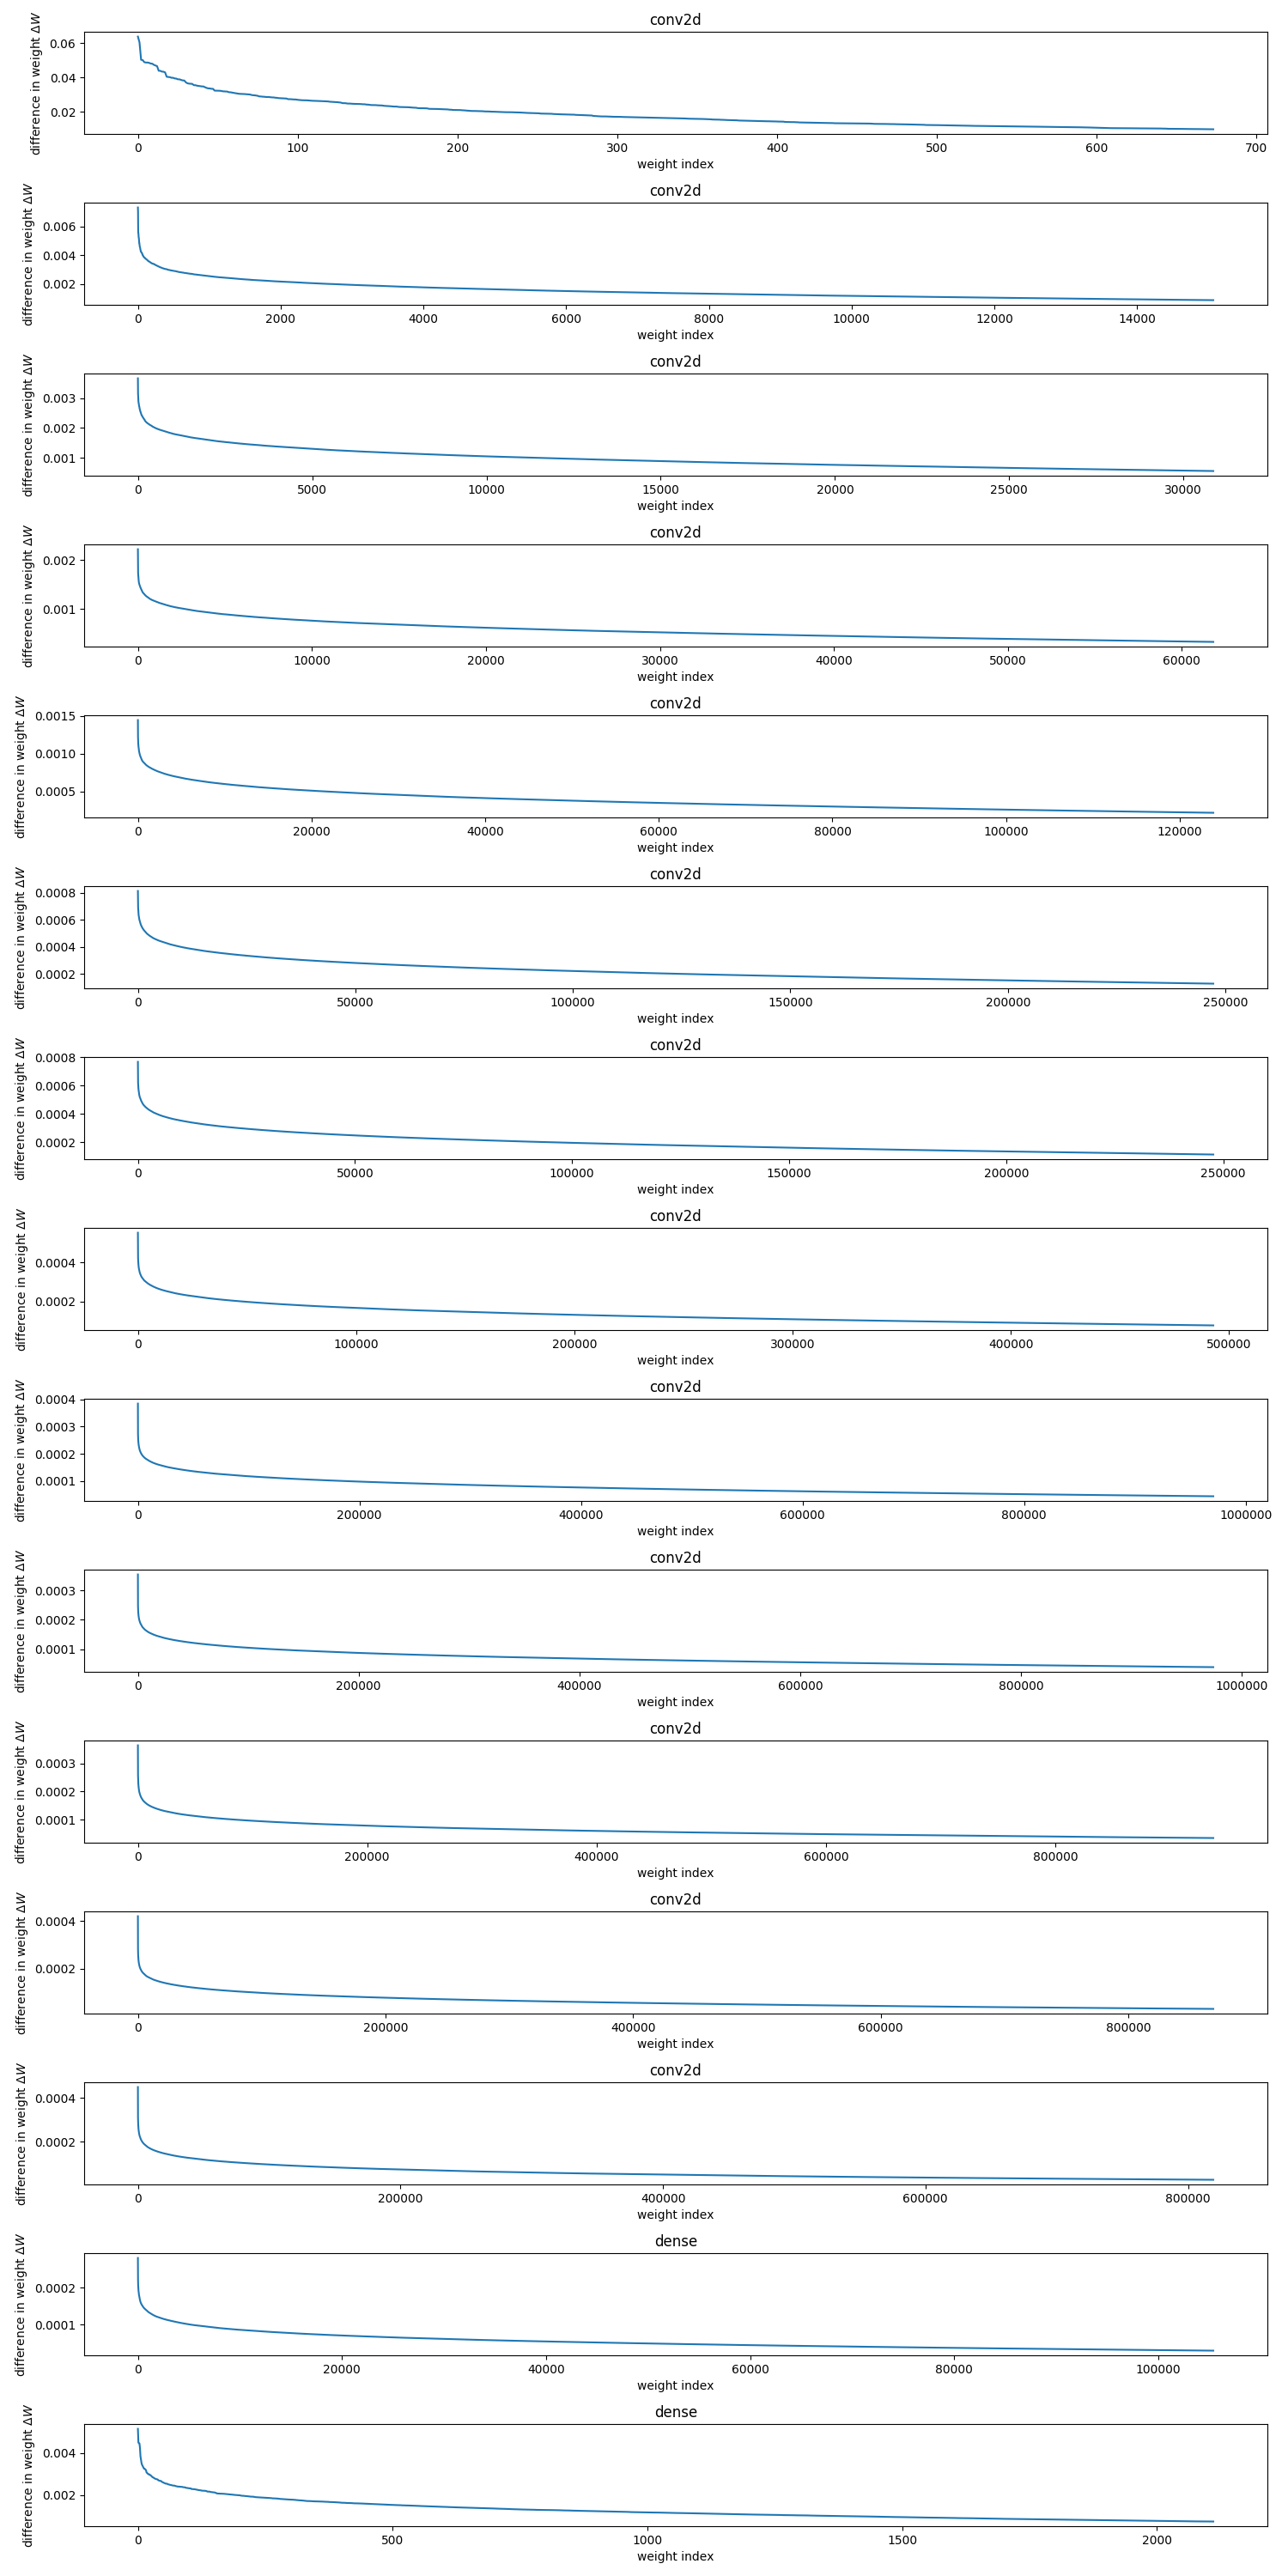 conv2d
difference in weight ΔW
0.06
0.04
0.02
0 100 200 300 400 500 600 700
weight index
conv2d
difference in weight ΔW
0.006
0.004
0.002
0 2000 4000 6000 8000 10000 12000 14000
weight index
conv2d
difference in weight ΔW
0.003
0.002
0.001
0 5000 10000 15000 20000 25000 30000
weight index
conv2d
difference in weight ΔW
0.002
0.001
0 10000 20000 30000 40000 50000 60000
weight index
conv2d
difference in weight ΔW
0.0015
0.0010
0.0005
0 20000 40000 60000 80000 100000 120000
weight index
conv2d
difference in weight ΔW
0.0008
0.0006
0.0004
0.0002
0 50000 100000 150000 200000 250000
weight index
conv2d
difference in weight ΔW
0.0008
0.0006
0.0004
0.0002
0 50000 100000 150000 200000 250000
weight index
conv2d
difference in weight ΔW
0.0004
0.0002
0 100000 200000 300000 400000 500000
weight index
conv2d
difference in weight ΔW
0.0004
0.0003
0.0002
0.0001
0 200000 400000 600000 800000 1000000
weight index
conv2d
difference in weight ΔW
0.0003
0.0002
0.0001
0 200000 400000 600000 800000 1000000
weight index
conv2d
difference in weight ΔW
0.0003
0.0002
0.0001
0 200000 400000 600000 800000
weight index
conv2d
difference in weight ΔW
0.0004
0.0002
0 200000 400000 600000 800000
weight index
conv2d
difference in weight ΔW
0.0004
0.0002
0 200000 400000 600000 800000
weight index
dense
difference in weight ΔW
0.0002
0.0001
0 20000 40000 60000 80000 100000
weight index
dense
difference in weight ΔW
0.004
0.002
0 500 1000 1500 2000
weight index